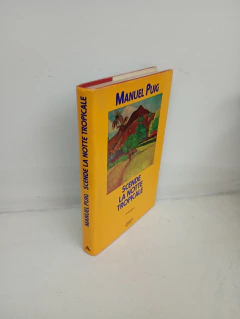 MANUEL PUIG
SCENDE
LA NOTTE
TROPICALE
MANUEL PUIG SCENDE LA NOTTE TROPICALE